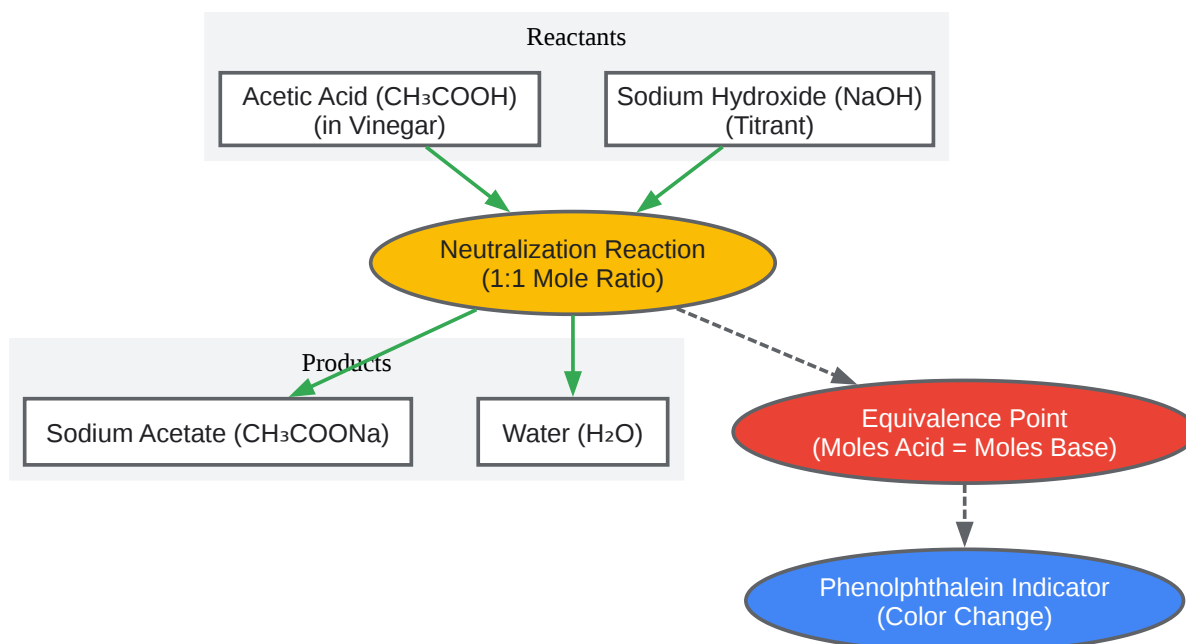 Reactants
Acetic Acid (CH₃COOH)
(in Vinegar)
Sodium Hydroxide (NaOH)
(Titrant)
Neutralization Reaction
(1:1 Mole Ratio)
Products
Sodium Acetate (CH₃COONa)
Water (H₂O)
Equivalence Point
(Moles Acid = Moles Base)
Phenolphthalein Indicator
(Color Change)